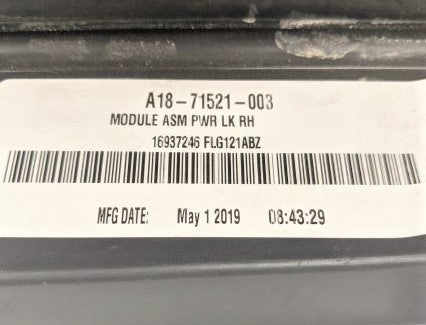 A18-71521-003
MODULE ASM PWR LK RH
16937246 FLG121ABZ
MFG DATE: May 1 2019 08:43:29